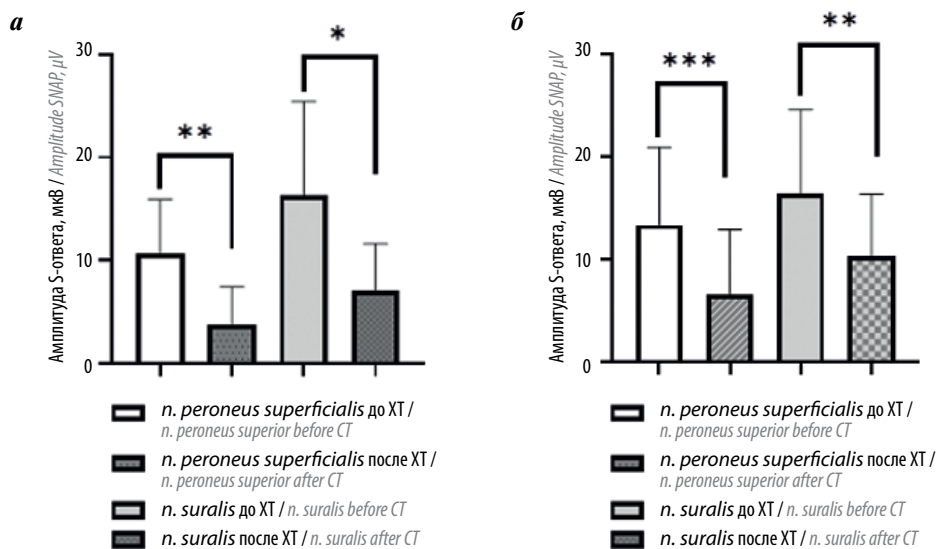 а
Амплитуда S-ответа, мкВ / Amplitude SNAP, μV
30
20
10
0
**
*
n. peroneus superficialis до ХТ /
n. peroneus superior before CT
n. peroneus superficialis после ХТ /
n. peroneus superior after CT
n. suralis до ХТ / n. suralis before CT
n. suralis после ХТ / n. suralis after CT
б
Амплитуда S-ответа, мкВ / Amplitude SNAP, μV
30
20
10
0
***
**
n. peroneus superficialis до ХТ /
n. peroneus superior before CT
n. peroneus superficialis после ХТ /
n. peroneus superior after CT
n. suralis до ХТ / n. suralis before CT
n. suralis после ХТ / n. suralis after CT